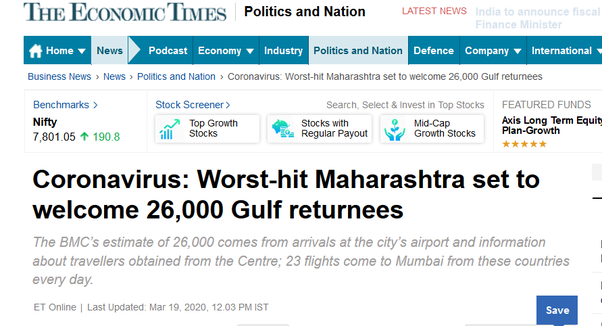 THE ECONOMIC TIMES
Politics and Nation
LATEST NEWS India to announce fiscal
Finance Minister
Home News Podcast Economy Industry Politics and Nation Defence Company International
Business News › News › Politics and Nation › Coronavirus: Worst-hit Maharashtra set to welcome 26,000 Gulf returnees
Benchmarks >
Nifty
7,801.05 ↑ 190.8
Stock Screener >
Search, Select & Invest in Top Stocks
Top Growth
Stocks
Stocks with
Regular Payout
Mid-Cap
Growth Stocks
FEATURED FUNDS
Axis Long Term Equity
Plan-Growth
★★★★★
Coronavirus: Worst-hit Maharashtra set to
welcome 26,000 Gulf returnees
The BMC's estimate of 26,000 comes from arrivals at the city's airport and information
about travellers obtained from the Centre; 23 flights come to Mumbai from these countries
every day.
ET Online | Last Updated: Mar 19, 2020, 12.03 PM IST
Save